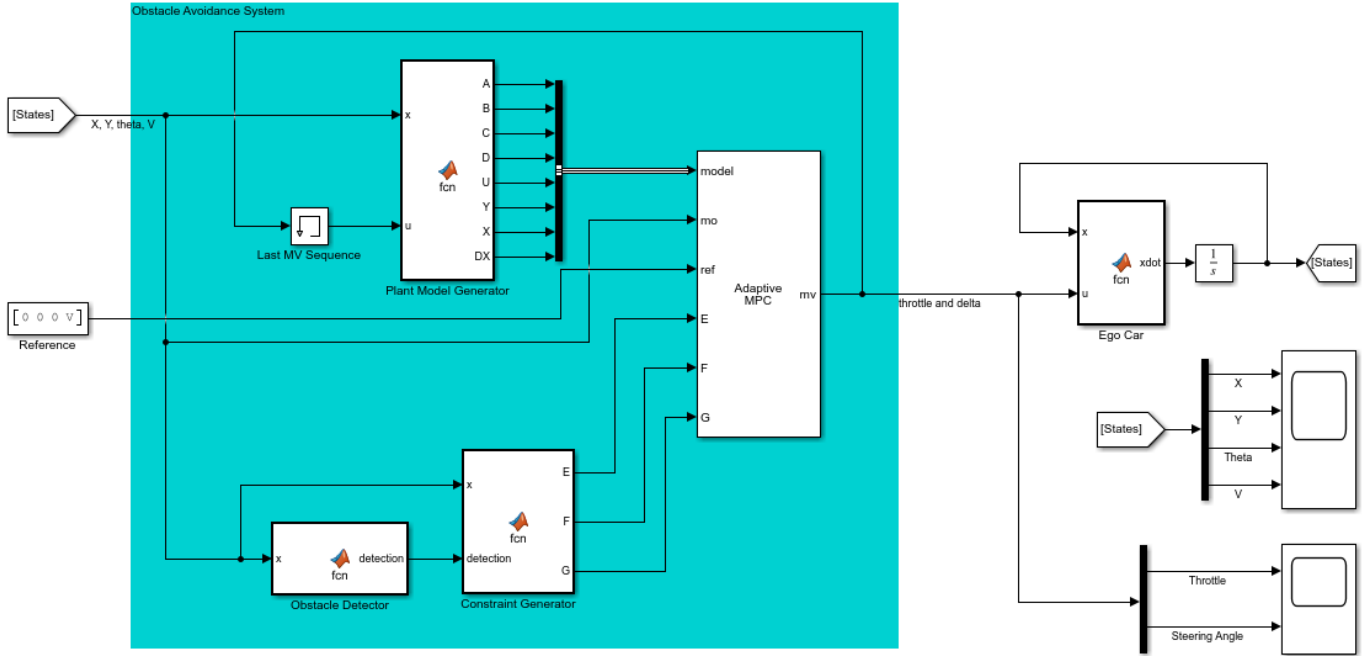 Obstacle Avoidance System
[States]
X, Y, theta, V
x
u
fcn
A
B
C
D
U
Y
X
DX
Plant Model Generator
Last MV Sequence
[0 0 0 V]
Reference
model
mo
ref
E
F
G
Adaptive
MPC
mv
throttle and delta
x
u
fcn
xdot
Ego Car
1
s
[States]
x
fcn
detection
Obstacle Detector
x
detection
fcn
E
F
G
Constraint Generator
[States]
X
Y
Theta
V
Throttle
Steering Angle